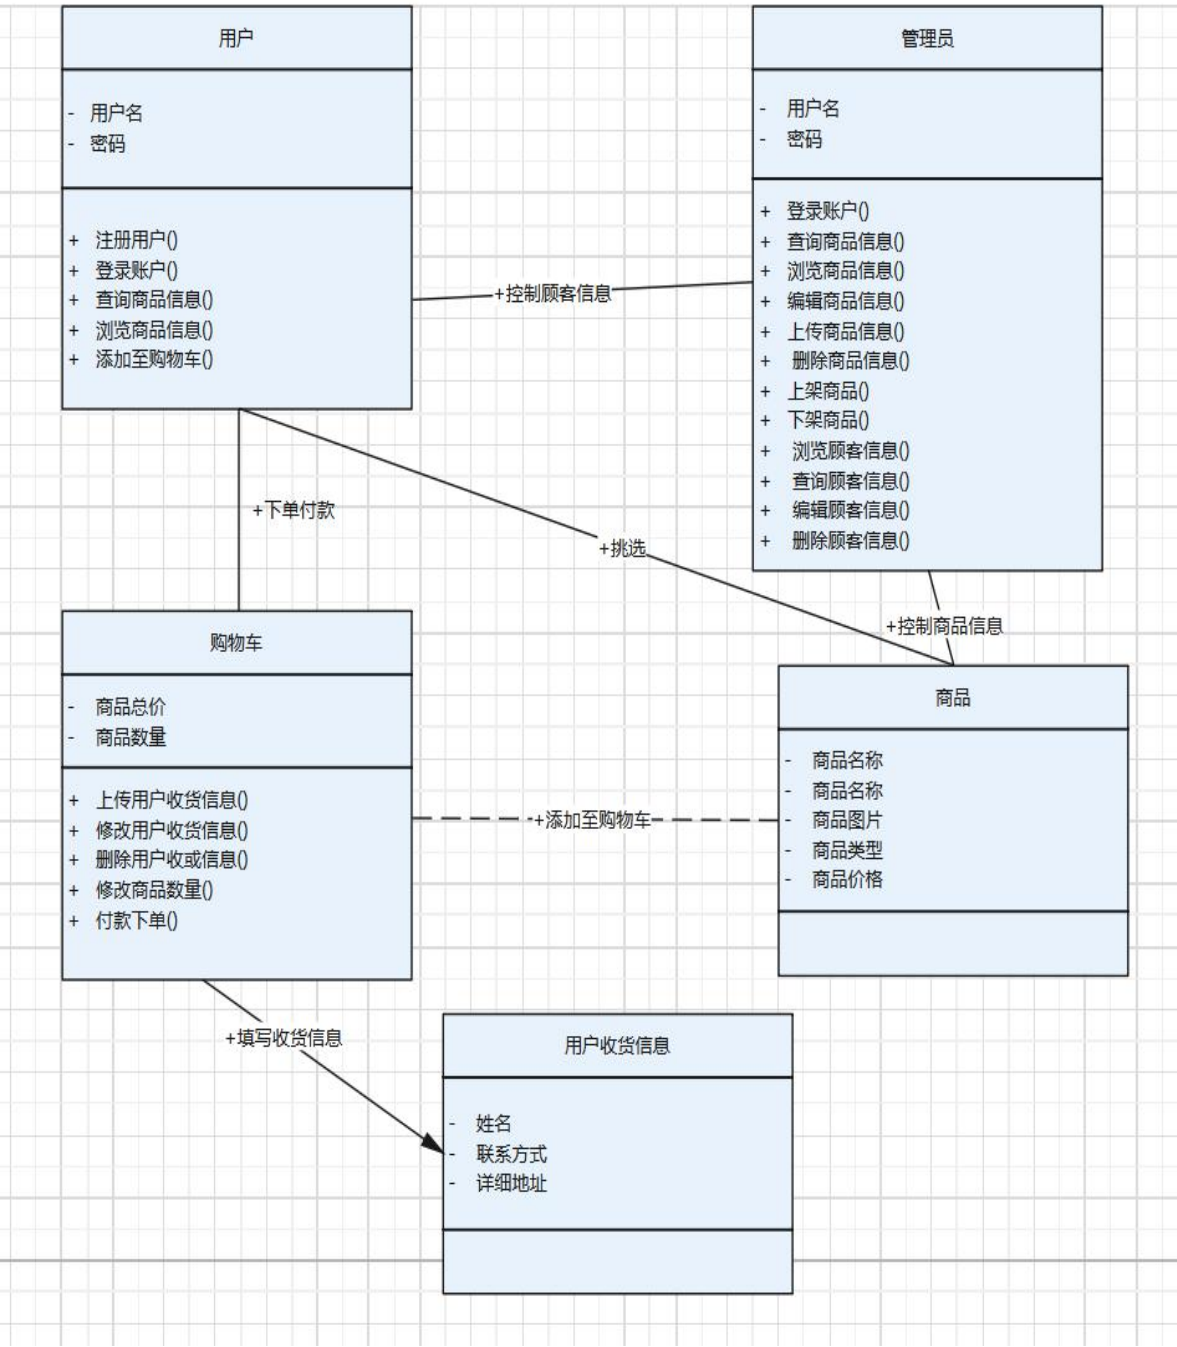 用户
- 用户名
- 密码
+ 注册用户()
+ 登录账户()
+ 查询商品信息()
+ 浏览商品信息()
+ 添加至购物车()
管理员
- 用户名
- 密码
+ 登录账户()
+ 查询商品信息()
+ 浏览商品信息()
+ 编辑商品信息()
+ 上传商品信息()
+ 删除商品信息()
+ 上架商品()
+ 下架商品()
+ 浏览顾客信息()
+ 查询顾客信息()
+ 编辑顾客信息()
+ 删除顾客信息()
+控制顾客信息
+下单付款
+挑选
+控制商品信息
购物车
- 商品总价
- 商品数量
+ 上传用户收货信息()
+ 修改用户收货信息()
+ 删除用户收或信息()
+ 修改商品数量()
+ 付款下单()
+添加至购物车
商品
- 商品名称
- 商品名称
- 商品图片
- 商品类型
- 商品价格
+填写收货信息
用户收货信息
- 姓名
- 联系方式
- 详细地址